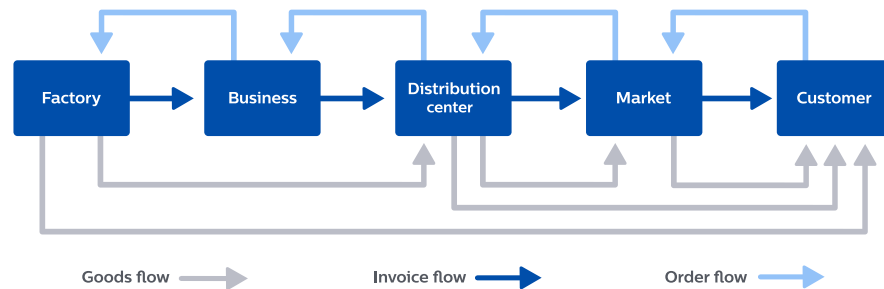 Factory
Business
Distribution
center
Market
Customer
Goods flow
Invoice flow
Order flow